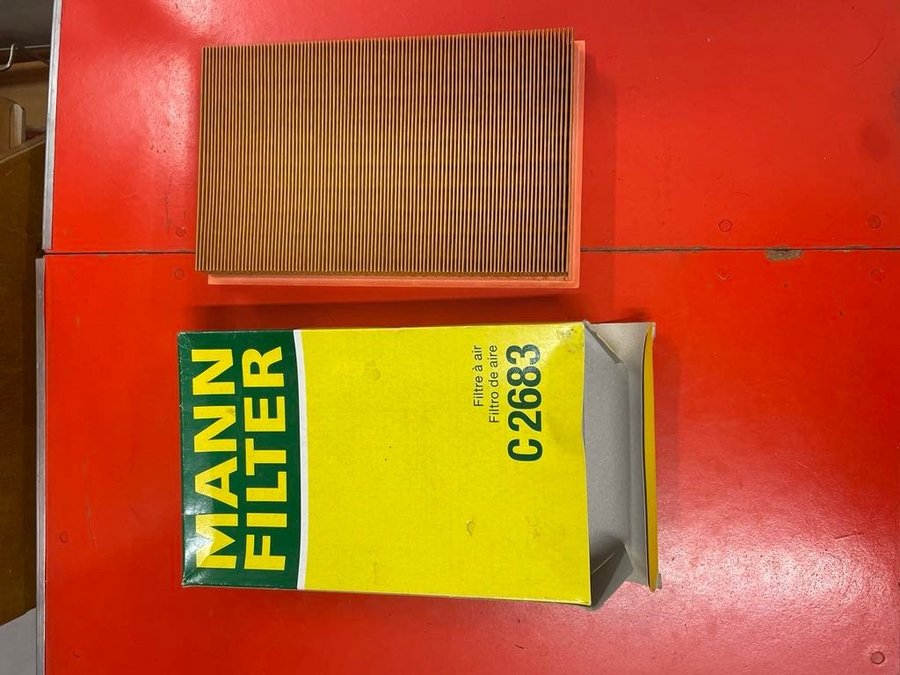 MANN
FILTER
Filtre à air
Filtro de aire
C 2683